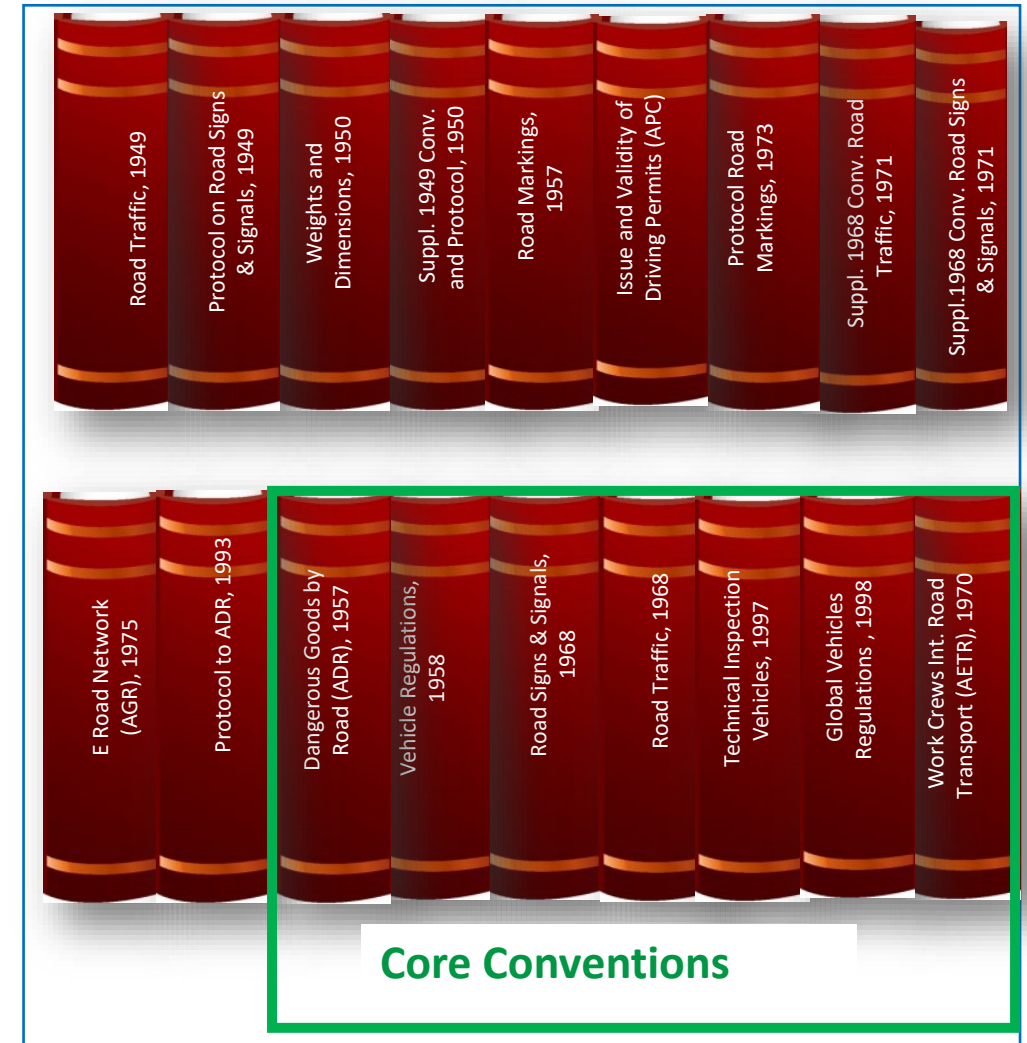 Road Traffic, 1949
Protocol on Road Signs
& Signals, 1949
Weights and
Dimensions, 1950
Suppl. 1949 Conv.
and Protocol, 1950
Road Markings,
1957
Issue and Validity of
Driving Permits (APC)
Protocol Road
Markings, 1973
Suppl. 1968 Conv. Road
Traffic, 1971
Suppl.1968 Conv. Road Signs
& Signals, 1971
E Road Network
(AGR), 1975
Protocol to ADR, 1993
Dangerous Goods by
Road (ADR), 1957
Vehicle Regulations,
1958
Road Signs & Signals,
1968
Road Traffic, 1968
Technical Inspection
Vehicles, 1997
Global Vehicles
Regulations , 1998
Work Crews Int. Road
Transport (AETR), 1970
Core Conventions